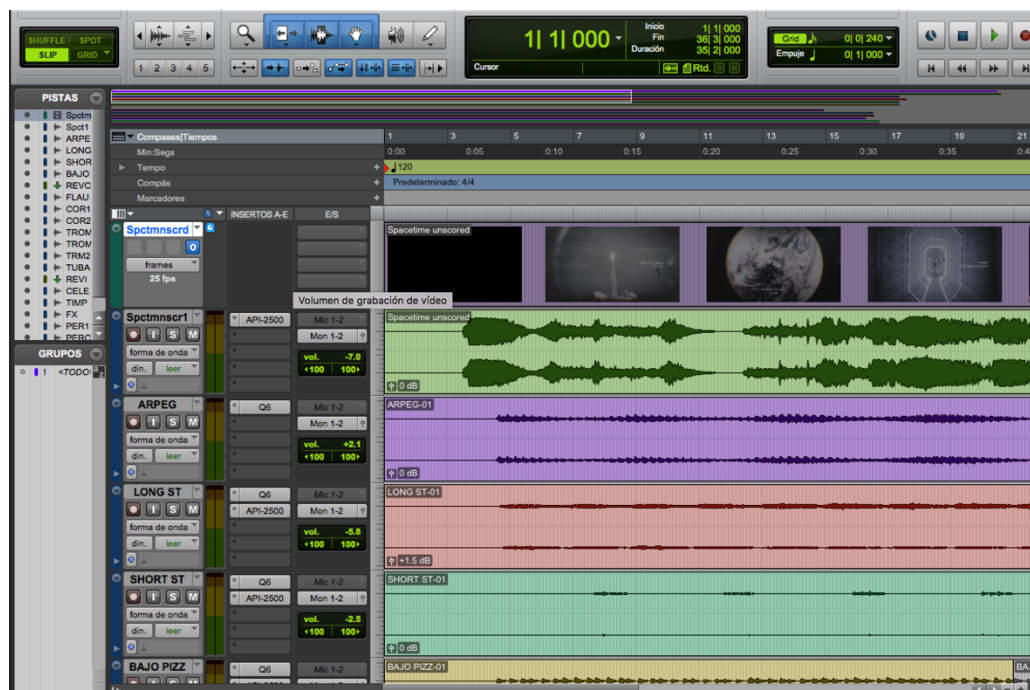 SHUFFLE SPOT
SLIP GRID
1 2 3 4 5
1| 1| 000
Inicio 1| 1| 000
Fin 36| 3| 000
Duración 35| 2| 000
Cursor
Rtd. S M
Grid 0| 0| 240
Empuje 0| 1| 000
PISTAS
Spctm
Spct1
ARPE
LONG
SHOR
BAJO
REVC
FLAU
COR1
COR2
TROM
TROM
TRM2
TUBA
REVI
CELE
TIMP
FX
PER1
PERC
GRUPOS
! <TODO>
Compases|Tiempos 1 3 5 7 9 11 13 15 17 19 21
Min:Segs 0:00 0:05 0:10 0:15 0:20 0:25 0:30 0:35 0:4
Tempo 120
Compás Predeterminado: 4/4
Marcadores
INSERTOS A-E E/S
Spctmnscrd
O
frames
25 fps
Spacetime unscored
Volumen de grabación de vídeo
Spctmnscr1 API-2500 Mic 1-2
I S M Mon 1-2
forma de onda vol. -7.0
din. leer 100 100
Spacetime unscored
0 dB
ARPEG Q6 Mic 1-2
I S M Mon 1-2
forma de onda vol. +2.1
din. leer 100 100
ARPEG-01
0 dB
LONG ST Q6 Mic 1-2
I S M API-2500 Mon 1-2
forma de onda vol. -5.8
din. leer 100 100
LONG ST-01
+1.5 dB
SHORT ST Q6 Mic 1-2
I S M API-2500 Mon 1-2
forma de onda vol. -2.5
din. leer 100 100
SHORT ST-01
0 dB
BAJO PIZZ Q6 Mic 1-2
BAJO PIZZ-01 BA